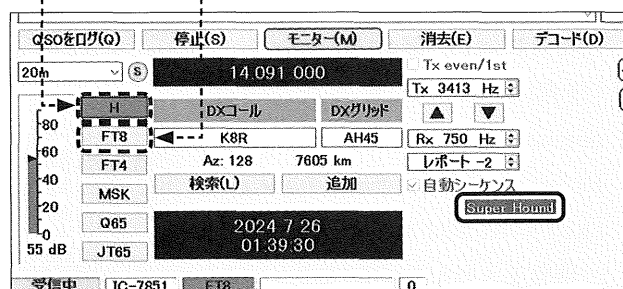 QSOをログ(Q) 停止(S) モニター(M) 消去(E) デコード(D)
20m S 14 091 000 Tx even/1st
Tx 3413 Hz
H DXコール DXグリッド
80 FT8 K8R AH45 Rx 750 Hz
60 FT4 Az: 128 7605 km レポート -2
40 MSK 検索(L) 追加 自動シーケンス
20 Q65 2024 7 26 Super Hound
0 01:39:30
55 dB JT65
受信中 IC-7851 FT8 0